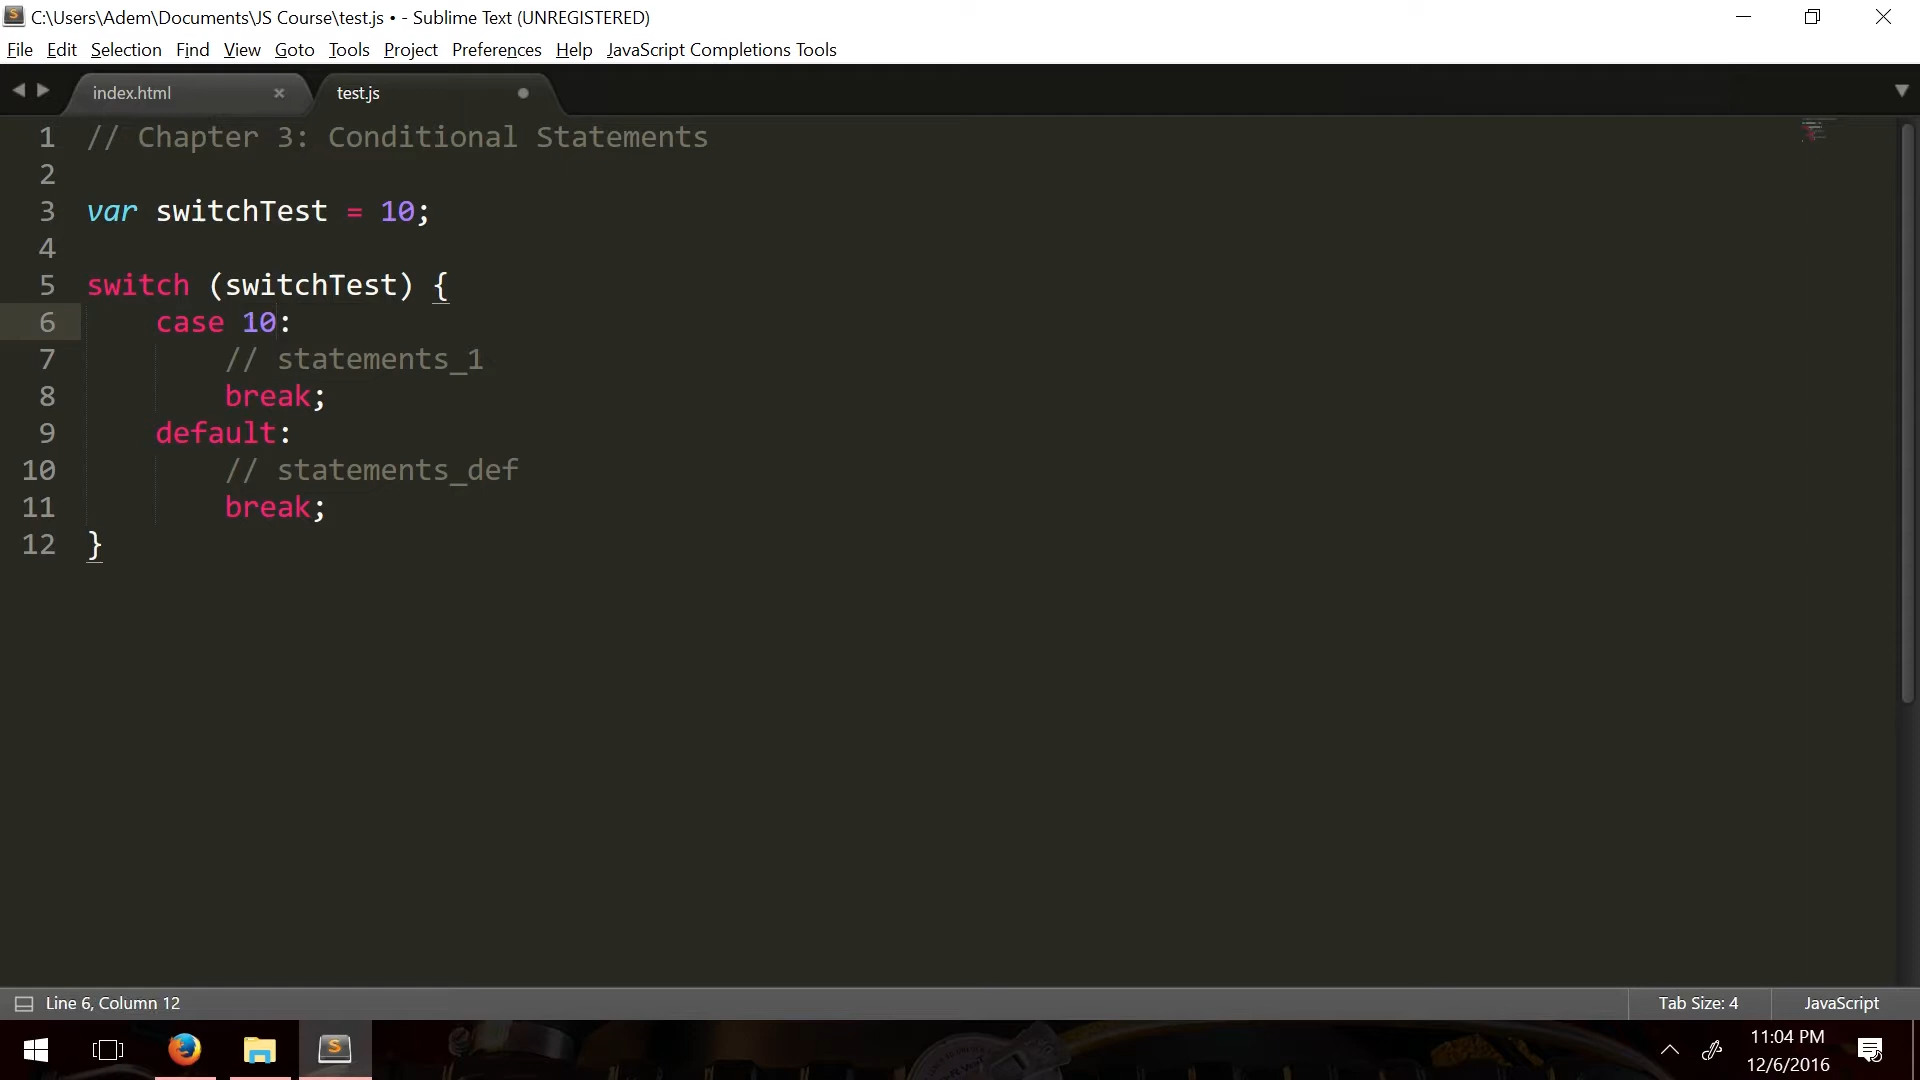 C:\Users\Adem\Documents\JS Course\test.js • - Sublime Text (UNREGISTERED)
File Edit Selection Find View Goto Tools Project Preferences Help JavaScript Completions Tools
index.html × test.js
1 // Chapter 3: Conditional Statements
2
3 var switchTest = 10;
4
5 switch (switchTest) {
6 case 10:
7 // statements_1
8 break;
9 default:
10 // statements_def
11 break;
12 }
Line 6, Column 12 Tab Size: 4 JavaScript
11:04 PM
12/6/2016